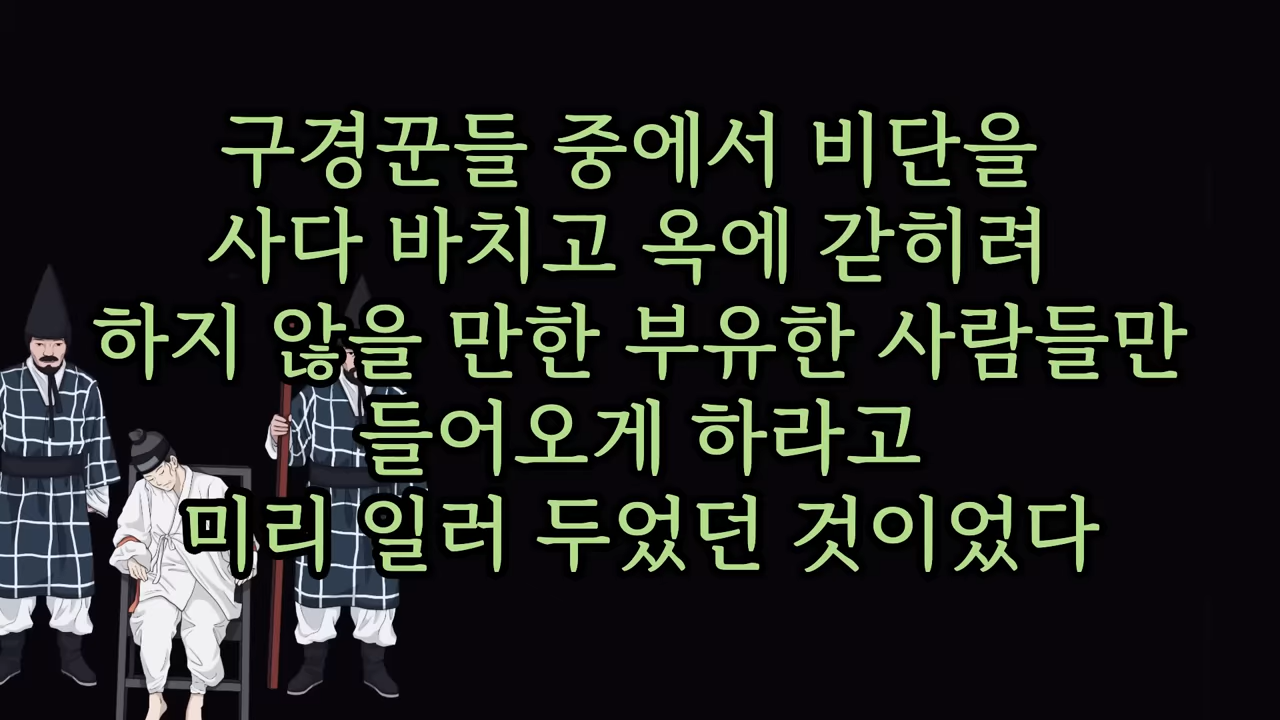 구경꾼들 중에서 비단을
사다 바치고 옥에 갇히려
하지 않을 만한 부유한 사람들만
들어오게 하라고
미리 일러 두었던 것이었다